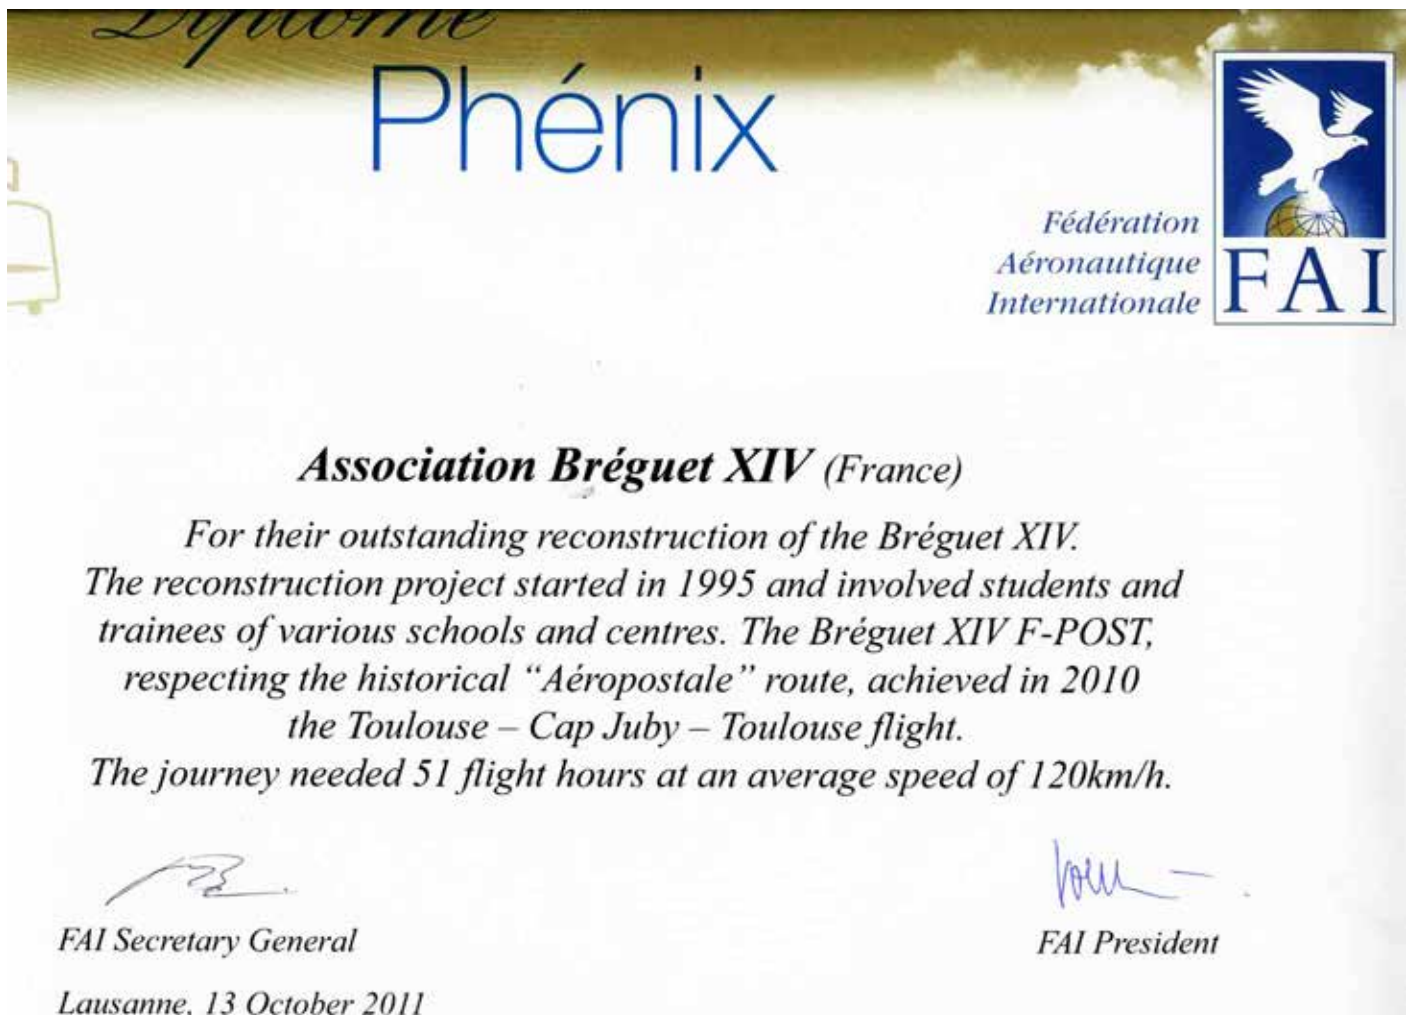 Diplôme
Phénix
Fédération
Aéronautique
Internationale
FAI
Association Bréguet XIV (France)
For their outstanding reconstruction of the Bréguet XIV.
The reconstruction project started in 1995 and involved students and
trainees of various schools and centres. The Bréguet XIV F-POST,
respecting the historical “Aéropostale” route, achieved in 2010
the Toulouse – Cap Juby – Toulouse flight.
The journey needed 51 flight hours at an average speed of 120km/h.
FAI Secretary General
FAI President
Lausanne, 13 October 2011